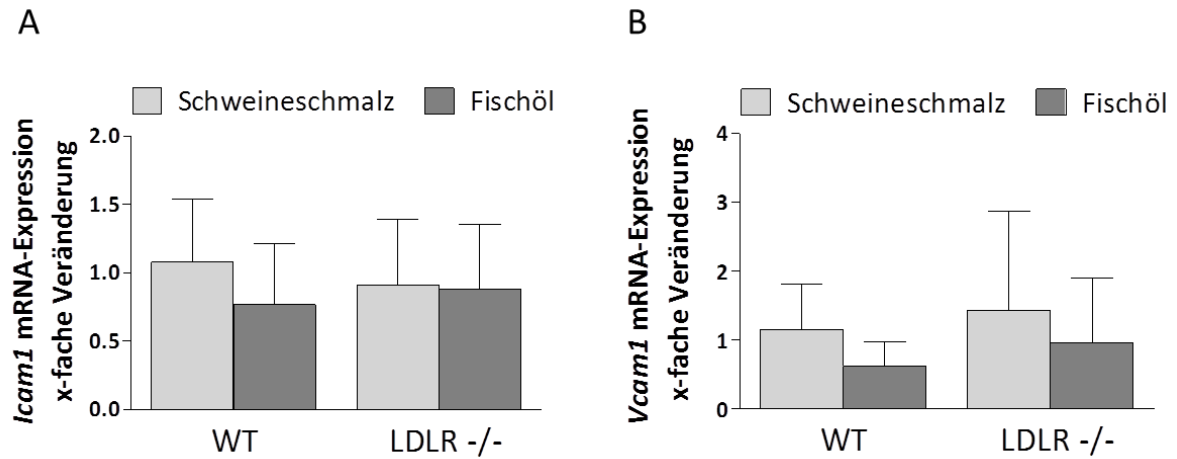 A
Schweineschmalz Fischöl
Icam1 mRNA-Expression
x-fache Veränderung
2.0
1.5
1.0
0.5
0.0
WT LDLR -/-
B
Schweineschmalz Fischöl
Vcam1 mRNA-Expression
x-fache Veränderung
4
3
2
1
0
WT LDLR -/-